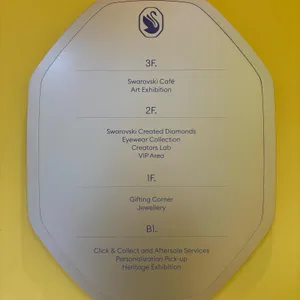 3F.
Swarovski Café
Art Exhibition
2F.
Swarovski Created Diamonds
Eyewear Collection
Creators Lab
VIP Area
1F.
Gifting Corner
Jewellery
B1.
Click & Collect and Aftersale Services
Personalization Pick-up
Heritage Exhibition